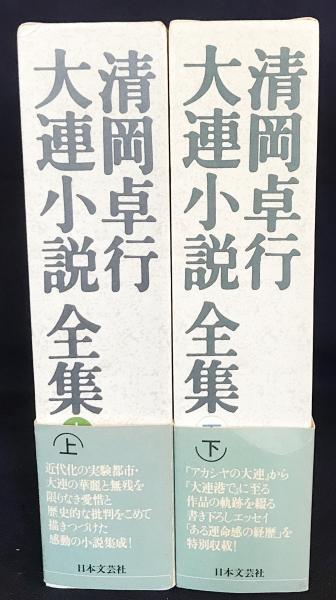 清岡卓行
大連小説
全集
上
近代化の実験都市・
大連の華麗と無残を
限りなき愛惜と
歴史的な批判をこめて
描きつづけた
感動の小説集成!
日本文芸社
清岡卓行
大連小説
全集
下
『アカシヤの大連』から
『大連港で』に至る
作品の軌跡を綴る
書き下ろしエッセイ
「ある運命感の経歴」を
特別収載!
日本文芸社